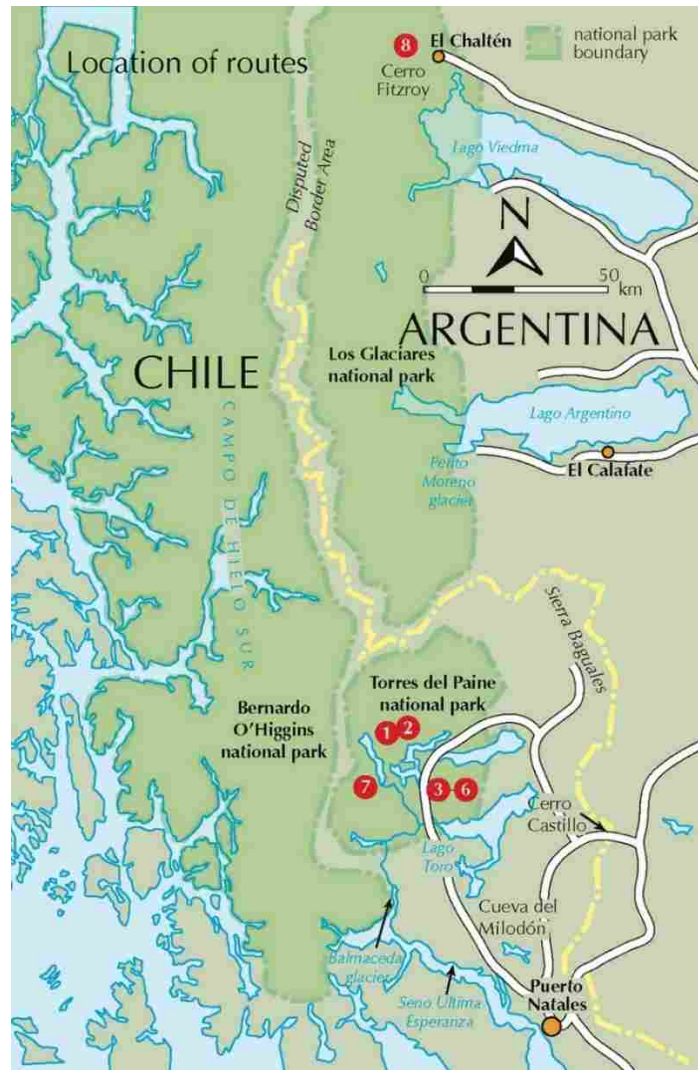 Location of routes
8
El Chaltén
Cerro
Fitzroy
national park
boundary
Lago Viedma
Disputed
Border Area
N
0
50
km
ARGENTINA
Los Glaciares
national park
CHILE
Lago Argentino
El Calafate
Perito
Moreno
glacier
CAMPO DE HIELO SUR
Sierra Baguales
Torres del Paine
national park
Bernardo
O'Higgins
national park
1
2
7
3
6
Cerro
Castillo
Lago
Toro
Cueva del
Milodón
Balmaceda
glacier
Seno Ultima
Esperanza
Puerto
Natales